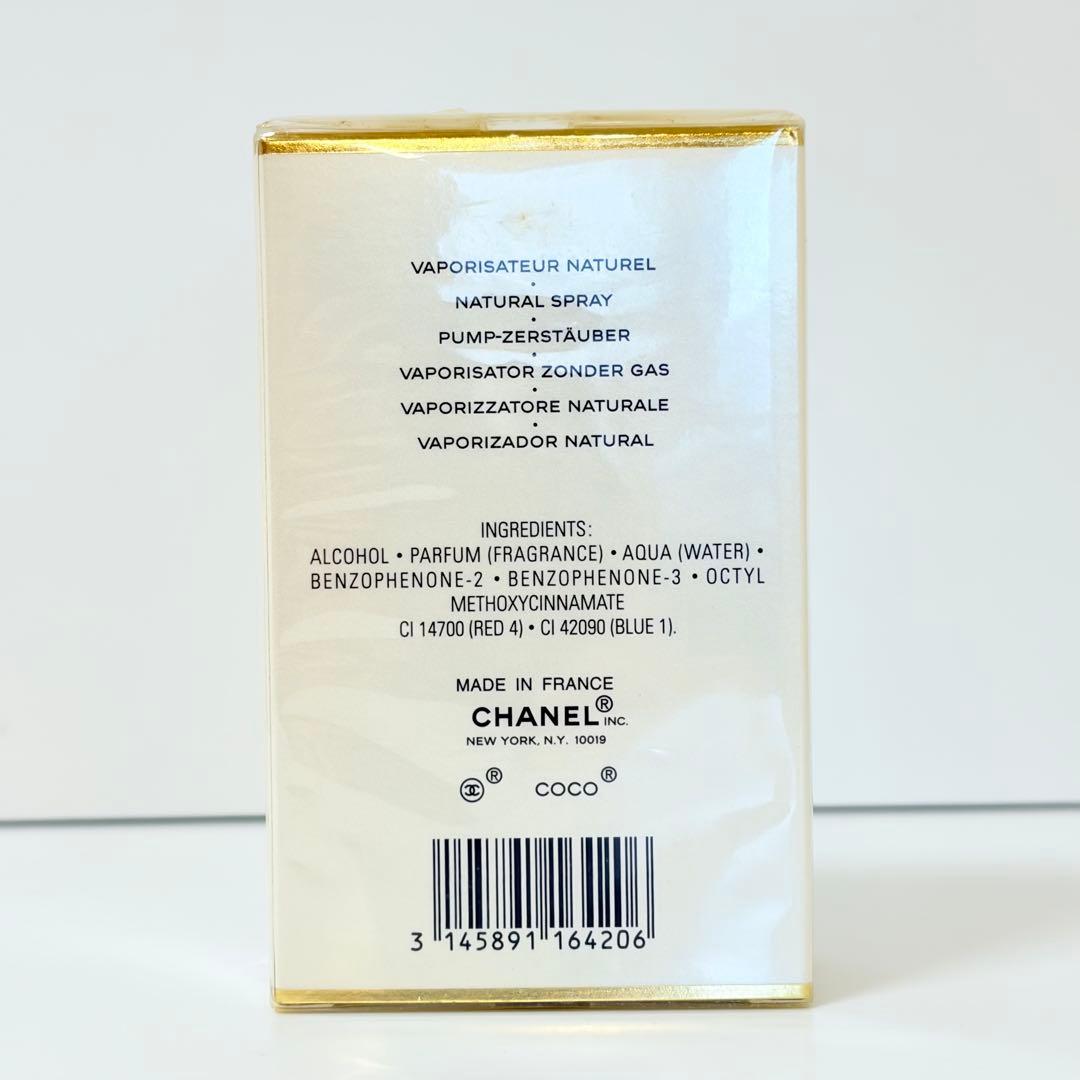 VAPORISATEUR NATUREL
•
NATURAL SPRAY
•
PUMP-ZERSTÄUBER
•
VAPORISATOR ZONDER GAS
•
VAPORIZZATORE NATURALE
•
VAPORIZADOR NATURAL
INGREDIENTS:
ALCOHOL • PARFUM (FRAGRANCE) • AQUA (WATER) •
BENZOPHENONE-2 • BENZOPHENONE-3 • OCTYL
METHOXYCINNAMATE
CI 14700 (RED 4) • CI 42090 (BLUE 1).
MADE IN FRANCE
CHANEL® INC.
NEW YORK, N.Y. 10019
® COCO®
3 145891 164206